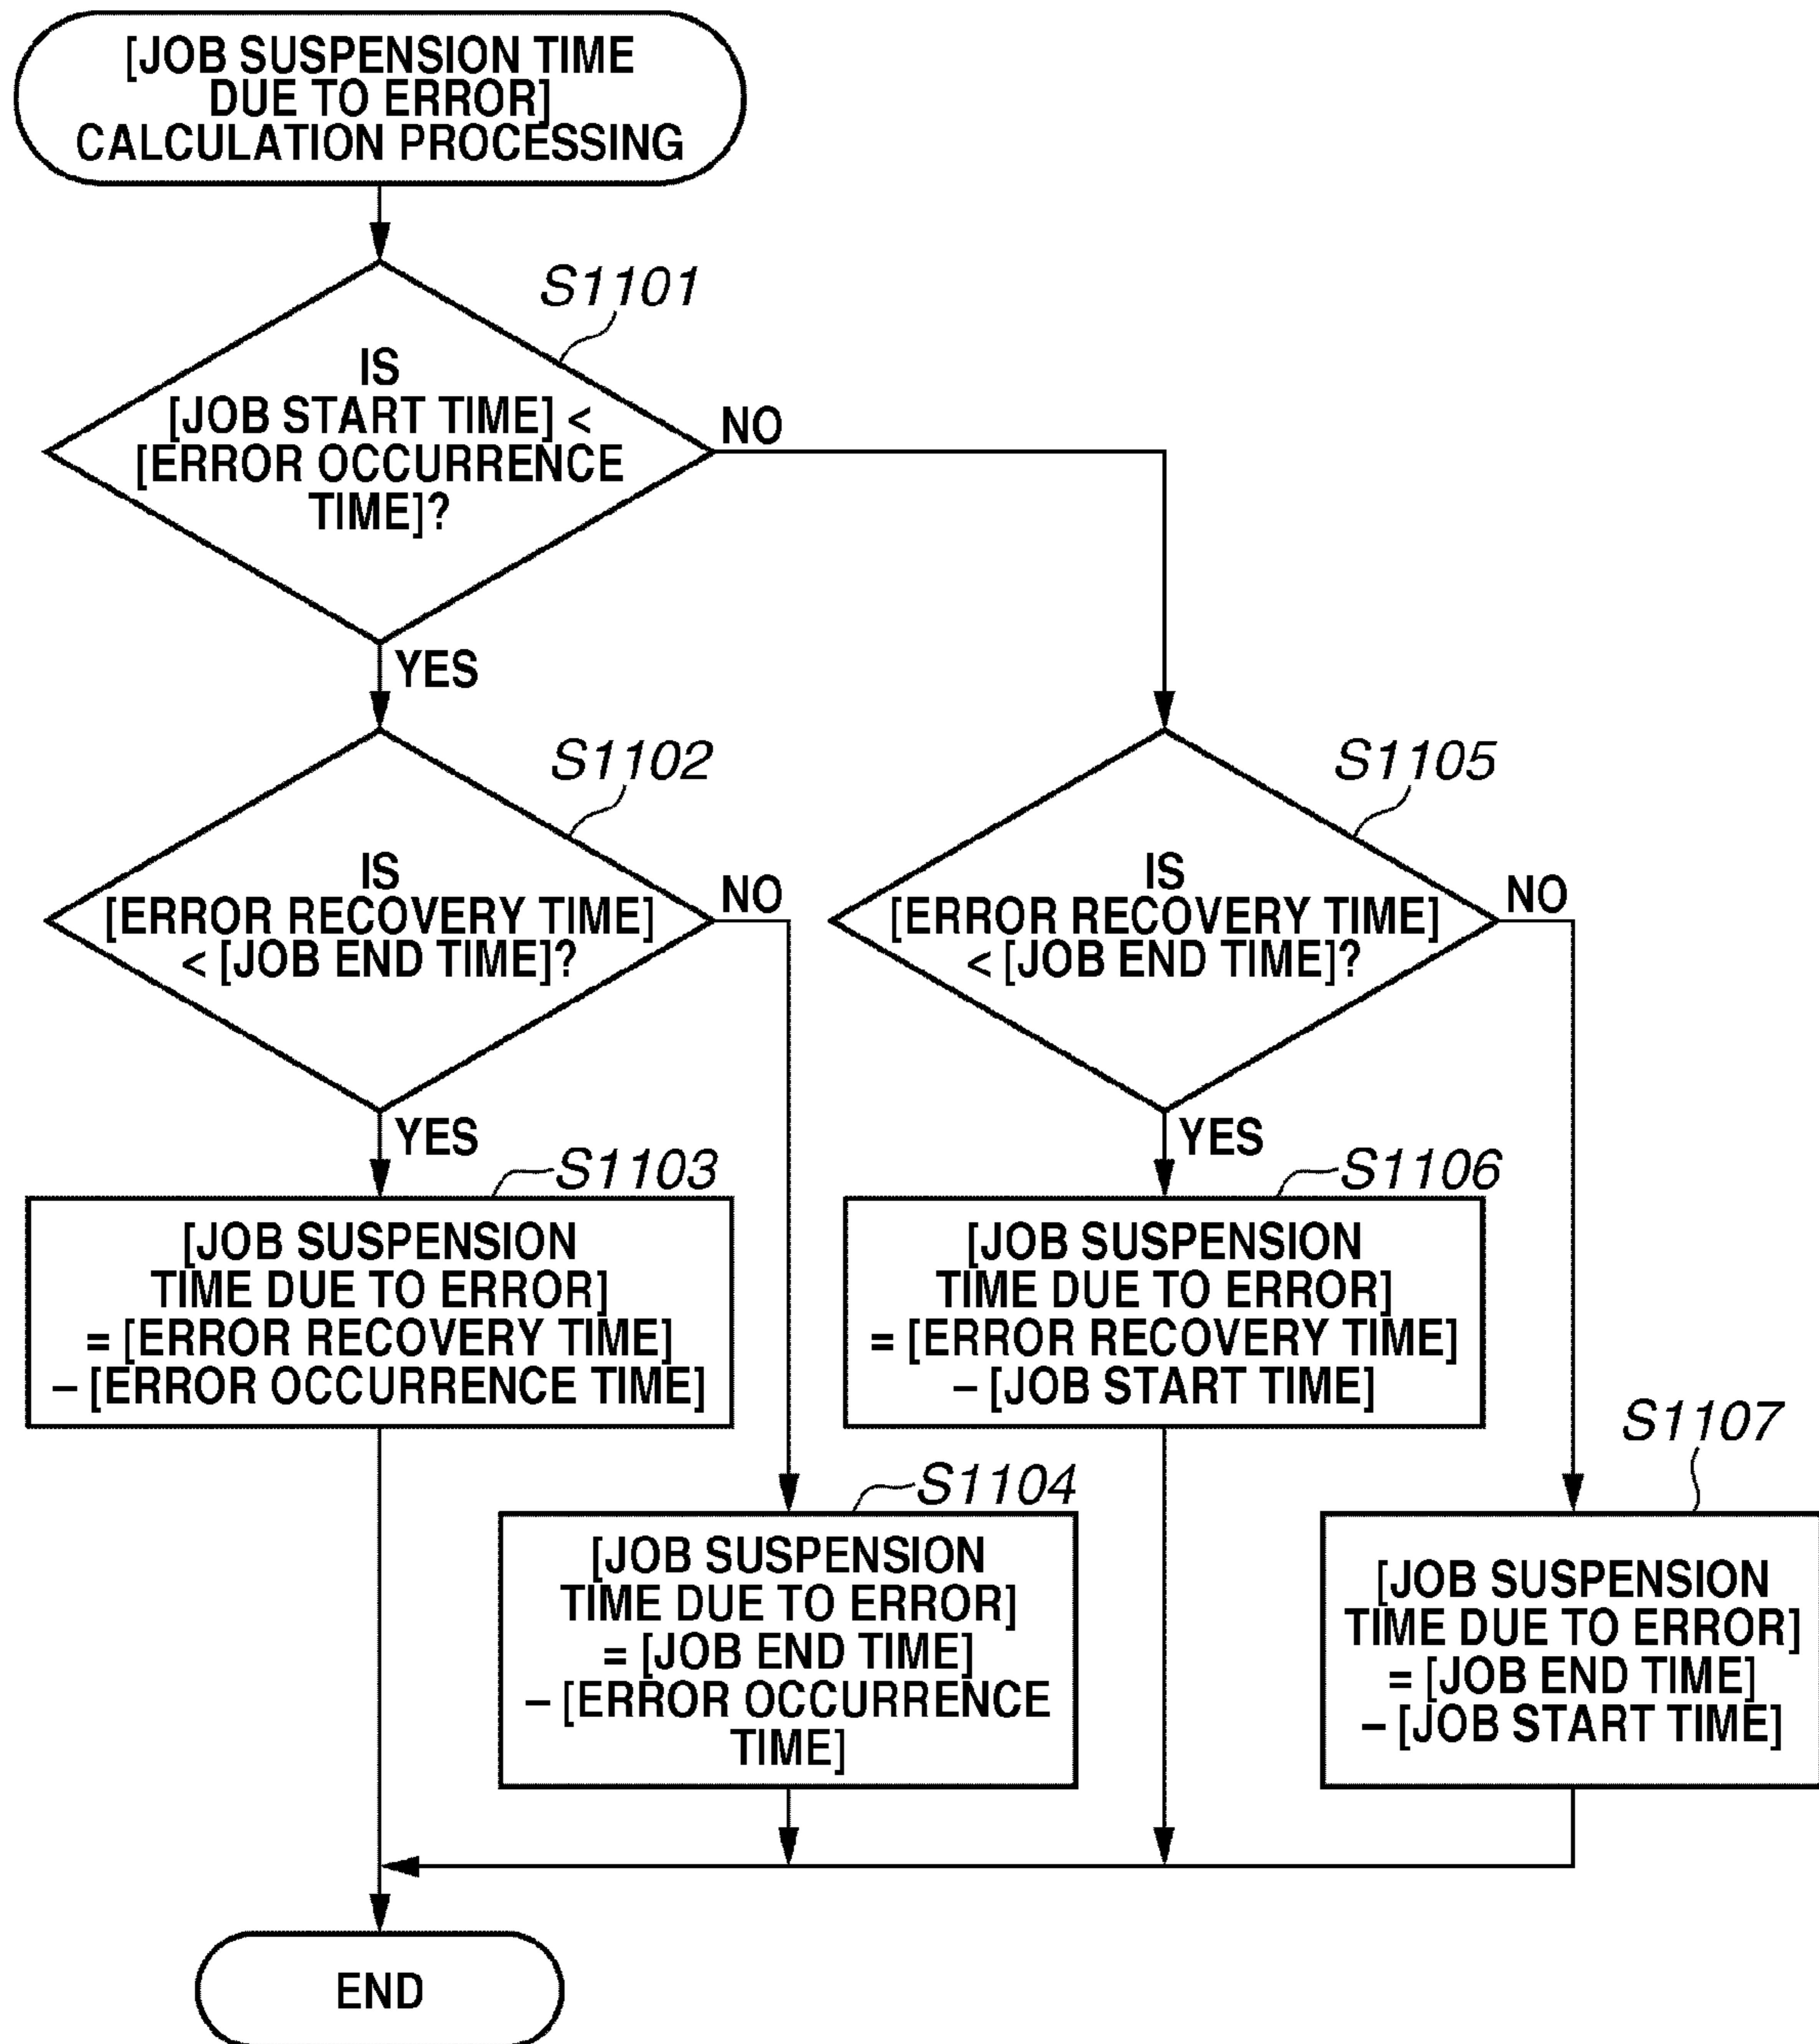 [JOB SUSPENSION TIME
DUE TO ERROR]
CALCULATION PROCESSING
S1101
IS
[JOB START TIME] <
[ERROR OCCURRENCE
TIME]?
NO
YES
S1102
IS
[ERROR RECOVERY TIME]
< [JOB END TIME]?
NO
YES
S1105
IS
[ERROR RECOVERY TIME]
< [JOB END TIME]?
NO
YES
S1103
[JOB SUSPENSION
TIME DUE TO ERROR]
= [ERROR RECOVERY TIME]
– [ERROR OCCURRENCE TIME]
S1106
[JOB SUSPENSION
TIME DUE TO ERROR]
= [ERROR RECOVERY TIME]
– [JOB START TIME]
S1104
[JOB SUSPENSION
TIME DUE TO ERROR]
= [JOB END TIME]
– [ERROR OCCURRENCE
TIME]
S1107
[JOB SUSPENSION
TIME DUE TO ERROR]
= [JOB END TIME]
– [JOB START TIME]
END